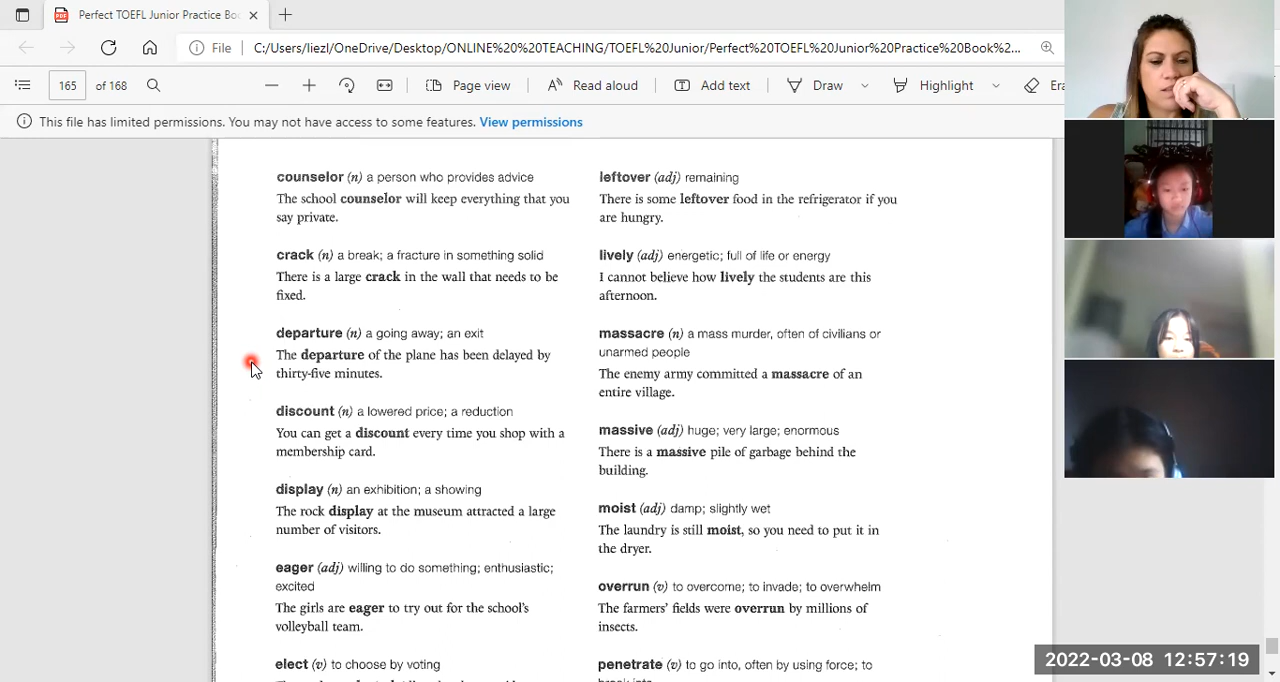 Perfect TOEFL Junior Practice Bo
File
C:/Users/liezl/OneDrive/Desktop/ONLINE%20%20TEACHING/TOEFL%20Junior/Perfect%20TOEFL%20Junior%20Practice%20Book%2...
165 of 168
Page view
Read aloud
Add text
Draw
Highlight
Era
This file has limited permissions. You may not have access to some features. View permissions
counselor (n) a person who provides advice
The school counselor will keep everything that you
say private.
crack (n) a break; a fracture in something solid
There is a large crack in the wall that needs to be
fixed.
departure (n) a going away; an exit
The departure of the plane has been delayed by
thirty-five minutes.
discount (n) a lowered price; a reduction
You can get a discount every time you shop with a
membership card.
display (n) an exhibition; a showing
The rock display at the museum attracted a large
number of visitors.
eager (adj) willing to do something; enthusiastic;
excited
The girls are eager to try out for the school's
volleyball team.
elect (v) to choose by voting
leftover (adj) remaining
There is some leftover food in the refrigerator if you
are hungry.
lively (adj) energetic; full of life or energy
I cannot believe how lively the students are this
afternoon.
massacre (n) a mass murder, often of civilians or
unarmed people
The enemy army committed a massacre of an
entire village.
massive (adj) huge; very large; enormous
There is a massive pile of garbage behind the
building.
moist (adj) damp; slightly wet
The laundry is still moist, so you need to put it in
the dryer.
overrun (v) to overcome; to invade; to overwhelm
The farmers' fields were overrun by millions of
insects.
penetrate (v) to go into, often by using force; to
2022-03-08 12:57:19